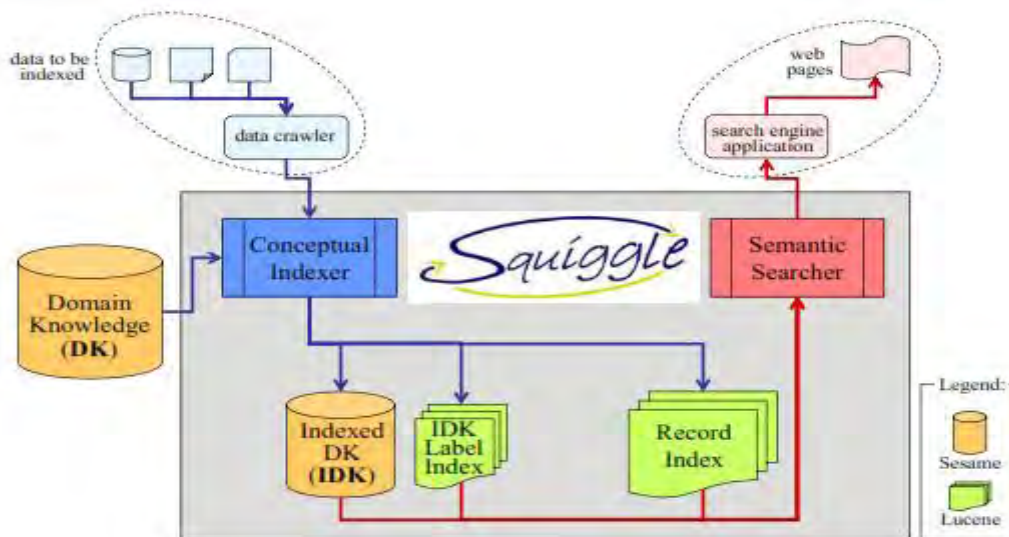 data to be
indexed
data crawler
web
pages
search engine
application
Conceptual
Indexer
Squiggle
Semantic
Searcher
Domain
Knowledge
(DK)
Indexed
DK
(IDK)
IDK
Label
Index
Record
Index
Legend:
Sesame
Lucene